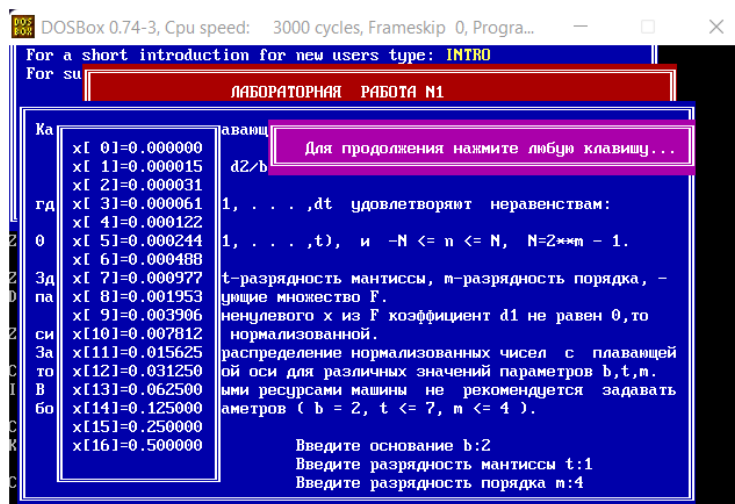 DOSBox 0.74-3, Cpu speed: 3000 cycles, Frameskip 0, Progra...
For a short introduction for new users type: INTRO
For su
ЛАБОРАТОРНАЯ РАБОТА N1
Ка
авающ
Для продолжения нажмите любую клавишу...
x[ 0]=0.000000
x[ 1]=0.000015
d2/b
x[ 2]=0.000031
гд
x[ 3]=0.000061
1, . . . ,dt удовлетворяют неравенствам:
x[ 4]=0.000122
0
x[ 5]=0.000244
1, . . . ,t), и -N <= n <= N, N=2**m - 1.
x[ 6]=0.000488
Зд
x[ 7]=0.000977
t-разрядность мантиссы, m-разрядность порядка, -
па
x[ 8]=0.001953
ующие множество F.
x[ 9]=0.003906
ненулевого x из F коэффициент d1 не равен 0,то
си
x[10]=0.007812
нормализованной.
За
x[11]=0.015625
распределение нормализованных чисел с плавающей
то
x[12]=0.031250
ой оси для различных значений параметров b,t,m.
В
x[13]=0.062500
ыми ресурсами машины не рекомендуется задавать
бо
x[14]=0.125000
аметров ( b = 2, t <= 7, m <= 4 ).
x[15]=0.250000
x[16]=0.500000
Введите основание b:2
Введите разрядность мантиссы t:1
Введите разрядность порядка m:4